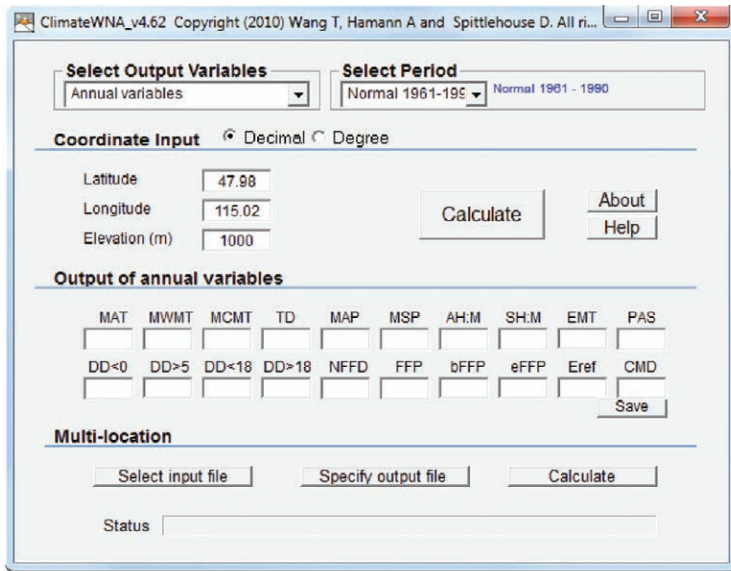 ClimateWNA_v4.62 Copyright (2010) Wang T, Hamann A and Spittlehouse D. All ri...
Select Output Variables
Select Period
Annual variables
Normal 1961-199
Normal 1961 - 1990
Coordinate Input Decimal Degree
Latitude 47.98
Longitude 115.02
Elevation (m) 1000
Calculate
About
Help
Output of annual variables
MAT MWMT MCMT TD MAP MSP AH:M SH:M EMT PAS
DD<0 DD>5 DD<18 DD>18 NFFD FFP bFFP eFFP Eref CMD
Save
Multi-location
Select input file Specify output file Calculate
Status